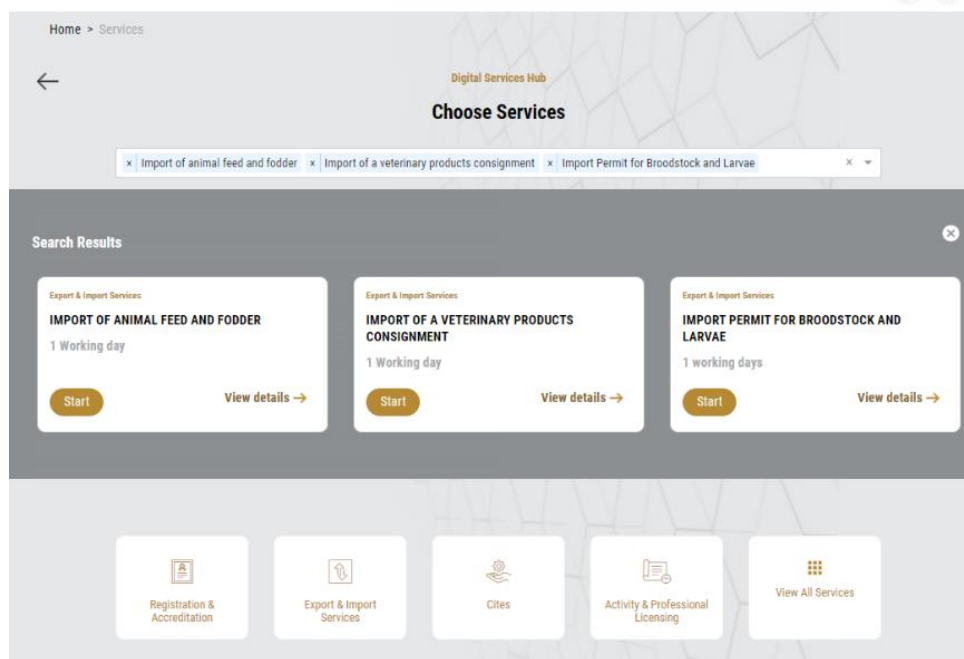 Home > Services
Digital Services Hub
Choose Services
× Import of animal feed and fodder × Import of a veterinary products consignment × Import Permit for Broodstock and Larvae ×
Search Results
Export & Import Services
IMPORT OF ANIMAL FEED AND FODDER
1 Working day
Start View details →
Export & Import Services
IMPORT OF A VETERINARY PRODUCTS
CONSIGNMENT
1 Working day
Start View details →
Export & Import Services
IMPORT PERMIT FOR BROODSTOCK AND
LARVAE
1 working days
Start View details →
Registration &
Accreditation
Export & Import
Services
Cites
Activity & Professional
Licensing
View All Services